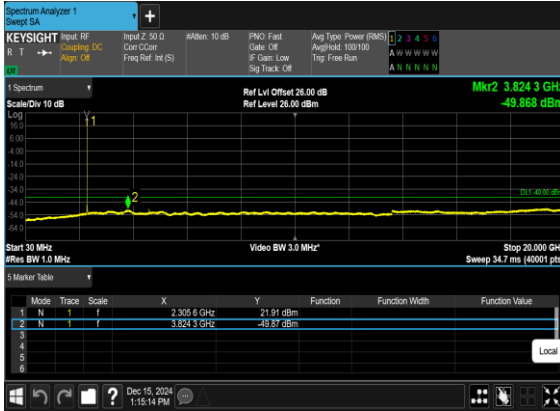 Spectrum Analyzer 1
Swept SA
+
KEYSIGHT Input: RF Input Z: 50 Ω #Atten: 10 dB PNO: Fast Avg Type: Power (RMS) 1 2 3 4 5 6
R T Coupling: DC Corr CCorr Gate: Off Avg|Hold: 100/100 A W W W W W
Align: Off Freq Ref: Int (S) IF Gain: Low Trig: Free Run
Sig Track: Off A N N N N N
1 Spectrum Ref Lvl Offset 26.00 dB Mkr2 3.824 3 GHz
Scale/Div 10 dB Ref Level 26.00 dBm -49.868 dBm
Log
16.0
6.00
-4.00
-14.0
-24.0
-34.0
-44.0
-54.0
-64.0
1
2
DL1 -40.00 dBm
Start 30 MHz Video BW 3.0 MHz* Stop 20.000 GH
#Res BW 1.0 MHz Sweep 34.7 ms (40001 pts
5 Marker Table
Mode Trace Scale X Y Function Function Width Function Value
1 N 1 f 2.305 6 GHz 21.91 dBm
2 N 1 f 3.824 3 GHz -49.87 dBm
3
4
5
6
Local
? Dec 15, 2024
1:15:14 PM